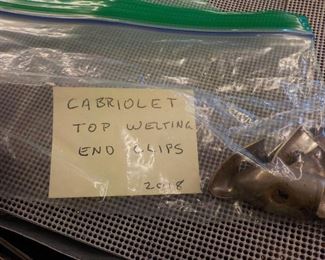 CABRIOLET
TOP WELTING
END CLIPS
2018